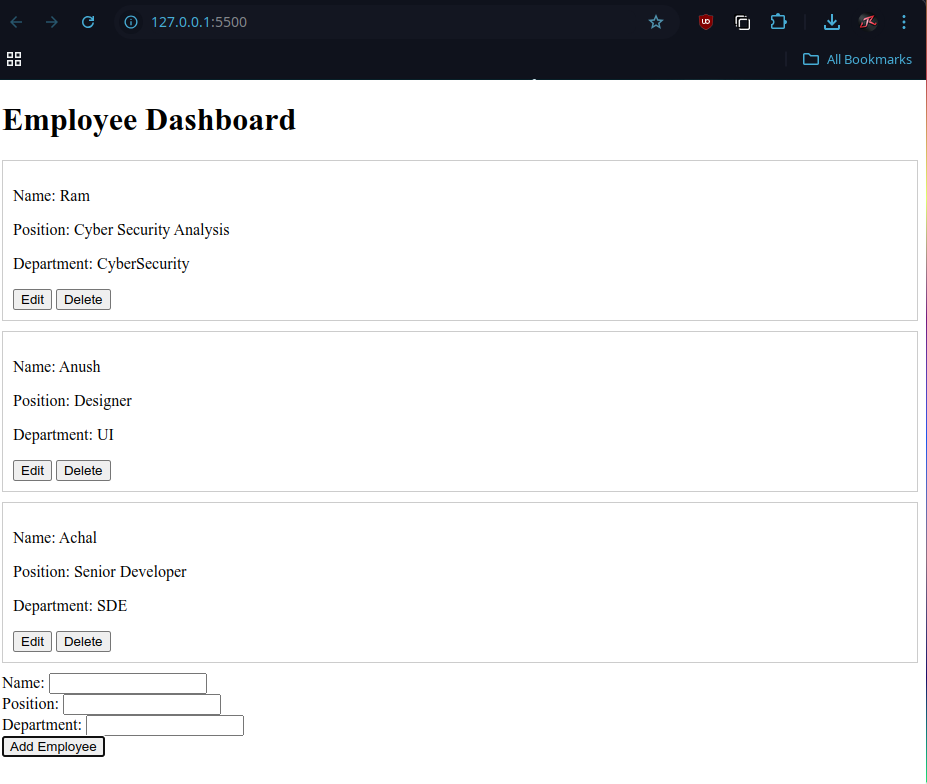 127.0.0.1:5500
All Bookmarks
Employee Dashboard
Name: Ram
Position: Cyber Security Analysis
Department: CyberSecurity
Edit Delete
Name: Anush
Position: Designer
Department: UI
Edit Delete
Name: Achal
Position: Senior Developer
Department: SDE
Edit Delete
Name:
Position:
Department:
Add Employee